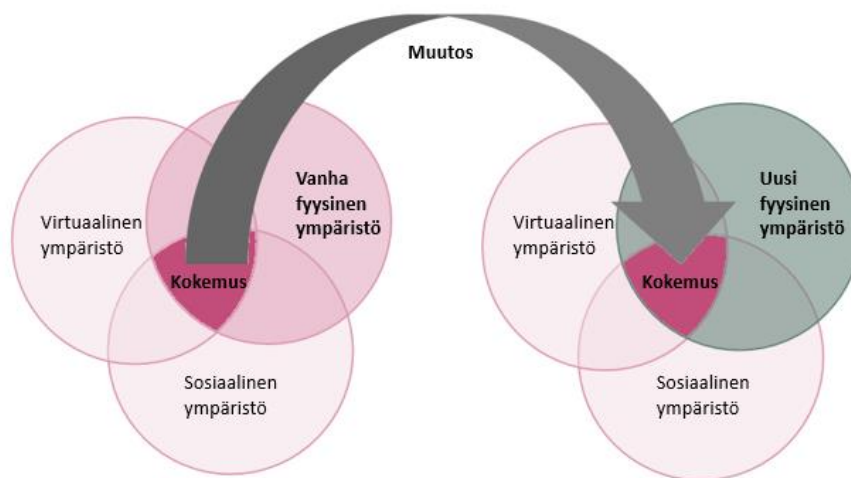 Muutos
Virtuaalinen
ympäristö
Vanha
fyysinen
ympäristö
Kokemus
Sosiaalinen
ympäristö
Virtuaalinen
ympäristö
Uusi
fyysinen
ympäristö
Kokemus
Sosiaalinen
ympäristö